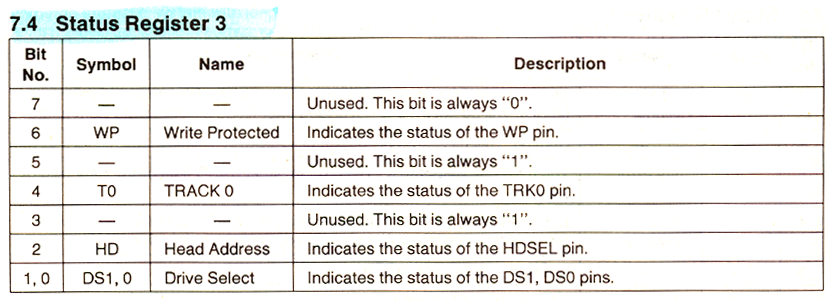 7.4 Status Register 3
Bit No. Symbol Name Description
7 — — Unused. This bit is always “0”.
6 WP Write Protected Indicates the status of the WP pin.
5 — — Unused. This bit is always “1”.
4 T0 TRACK 0 Indicates the status of the TRK0 pin.
3 — — Unused. This bit is always “1”.
2 HD Head Address Indicates the status of the HDSEL pin.
1, 0 DS1, 0 Drive Select Indicates the status of the DS1, DS0 pins.